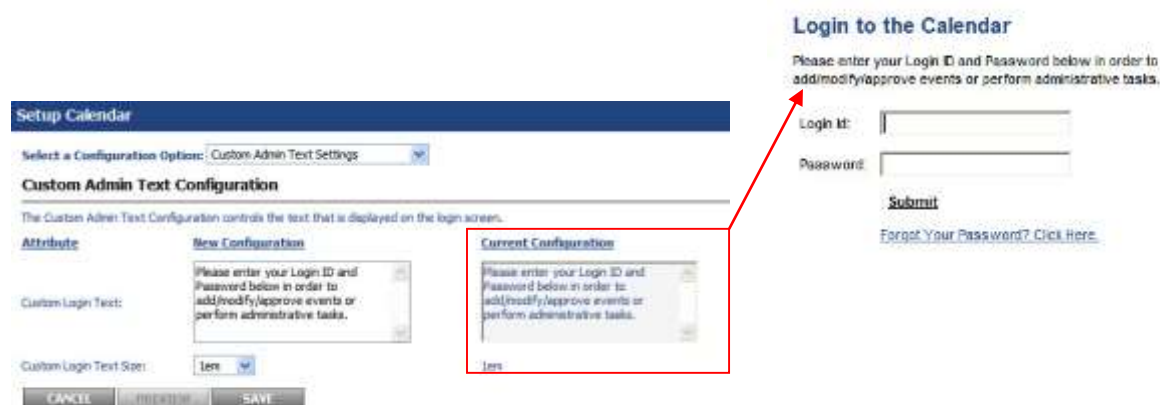 Login to the Calendar
Please enter your Login ID and Password below in order to
add/modify/approve events or perform administrative tasks.
Login Id:
Password:
Submit
Forgot Your Password? Click Here.
Setup Calendar
Select a Configuration Option: Custom Admin Text Settings
Custom Admin Text Configuration
The Custom Admin Text Configuration controls the text that is displayed on the login screen.
Attribute New Configuration Current Configuration
Custom Login Text:
Please enter your Login ID and
Password below in order to
add/modify/approve events or
perform administrative tasks.
Please enter your Login ID and
Password below in order to
add/modify/approve events or
perform administrative tasks.
Custom Login Text Size: 1em 1em
CANCEL PREVIEW SAVE